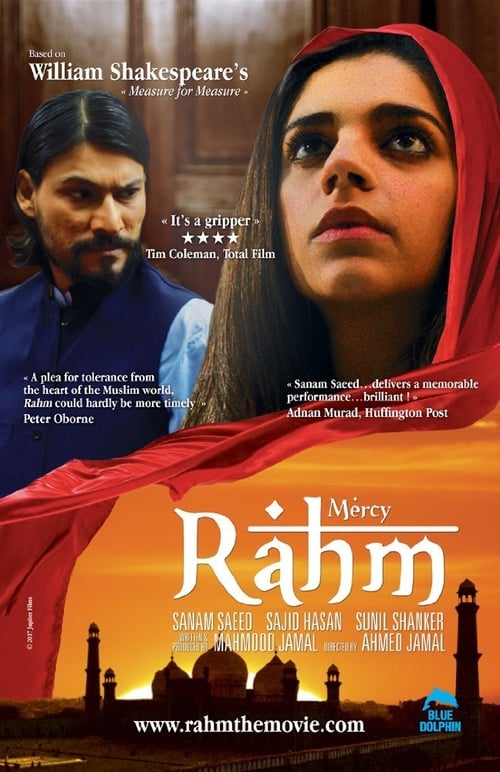 Based on
William Shakespeare's
« Measure for Measure »
« It's a gripper »
★★★★
Tim Coleman, Total Film
« A plea for tolerance from
the heart of the Muslim world,
Rahm could hardly be more timely »
Peter Oborne
« Sanam Saeed…delivers a memorable
performance…brilliant ! »
Adnan Murad, Huffington Post
Mercy
Rahm
SANAM SAEED SAJID HASAN SUNIL SHANKER
WRITTEN &
PRODUCED BY MAHMOOD JAMAL DIRECTED BY AHMED JAMAL
© 2017 Jupiter Films
www.rahmthemovie.com
BLUE
DOLPHIN